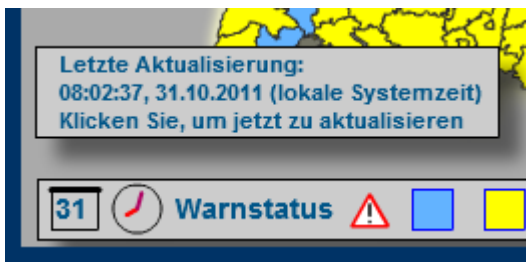 Letzte Aktualisierung:
08:02:37, 31.10.2011 (lokale Systemzeit)
Klicken Sie, um jetzt zu aktualisieren
31 Warnstatus